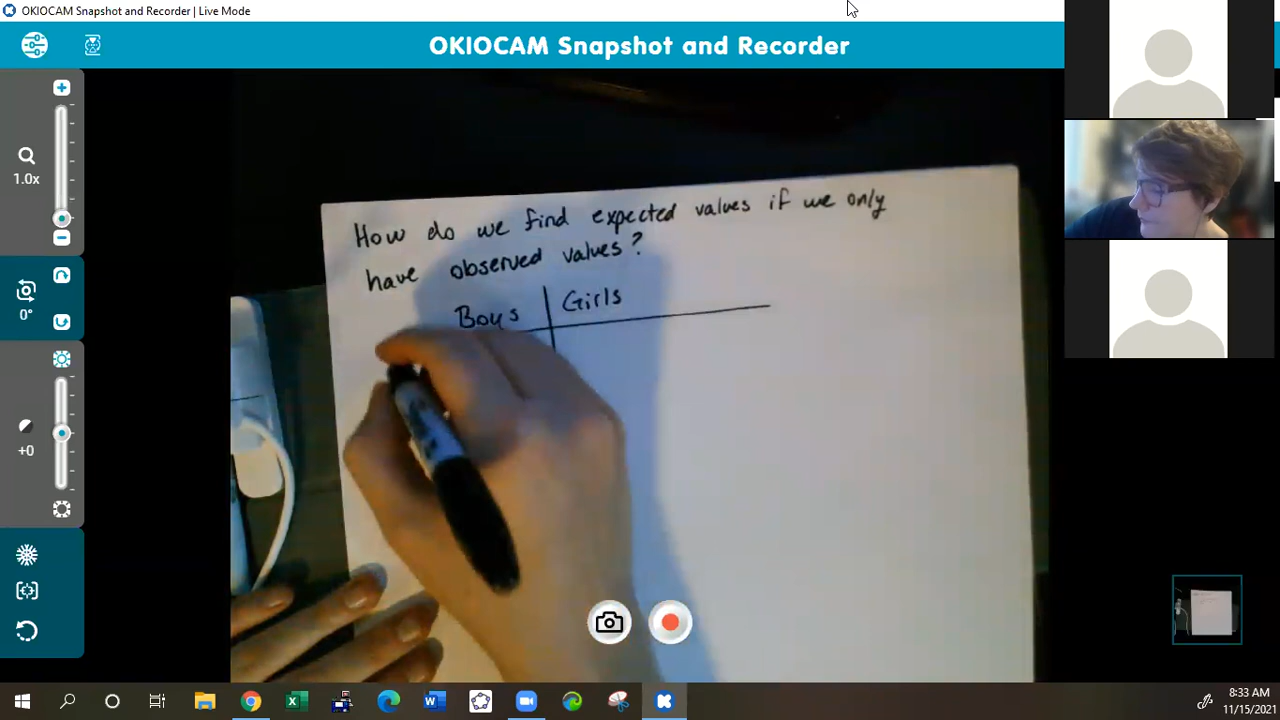 OKIOCAM Snapshot and Recorder | Live Mode
OKIOCAM Snapshot and Recorder
1.0x
0°
+0
How do we find expected values if we only
have observed values?
Boys Girls
8:33 AM
11/15/2021